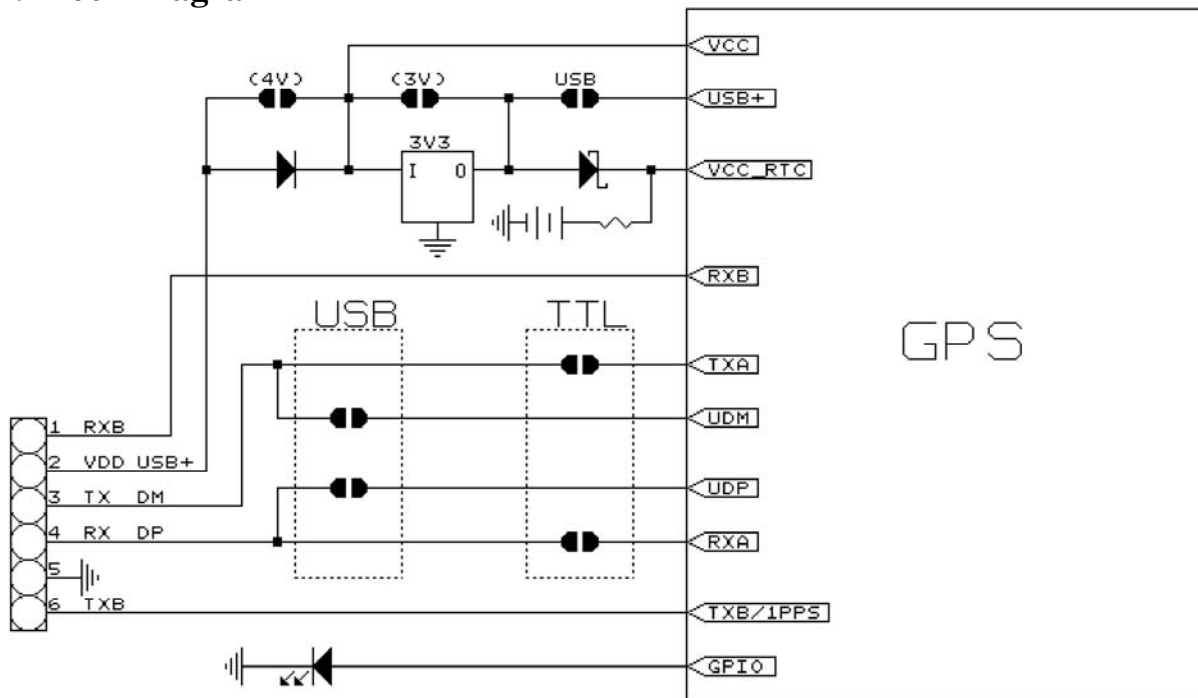 VCC
(4V) (3V) USB
USB+
3V3
I O
VCC_RTC
RXB
USB TTL
GPS
TXA
UDM
1 RXB
2 VDD USB+
UDP
3 TX DM
4 RX DP
RXA
5
6 TXB
TXB/1PPS
GPIO